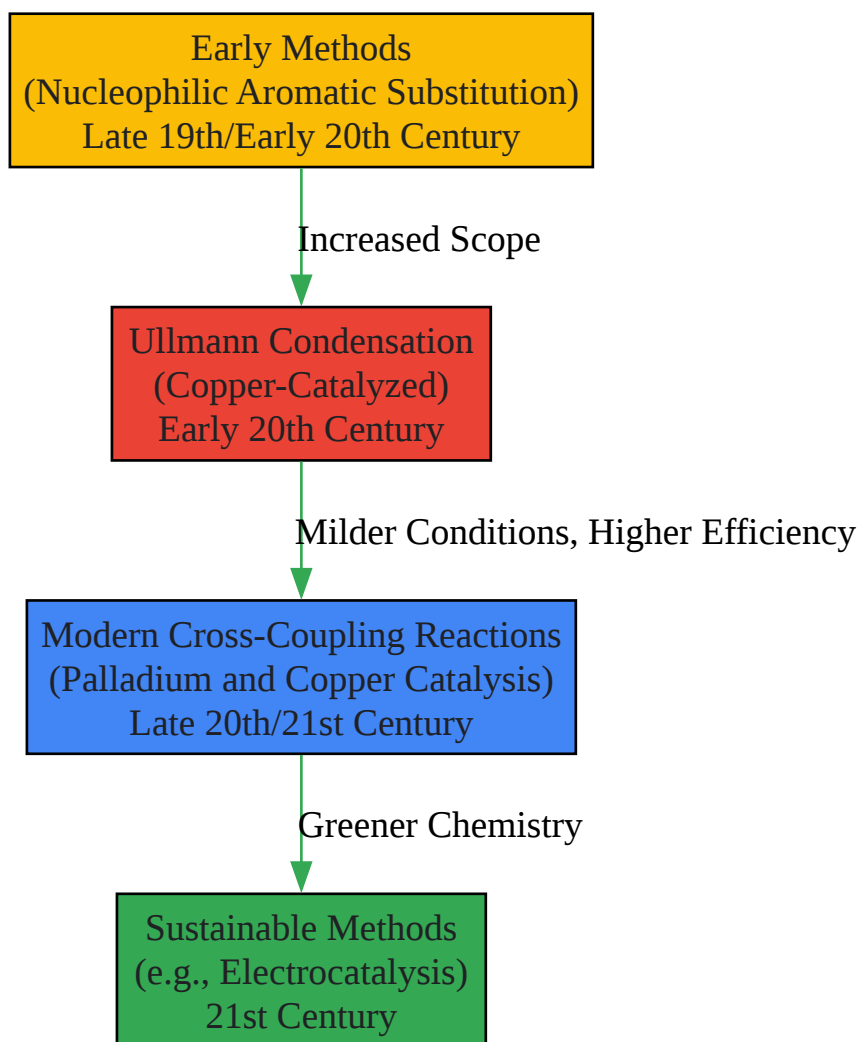 Early Methods
(Nucleophilic Aromatic Substitution)
Late 19th/Early 20th Century
Increased Scope
Ullmann Condensation
(Copper-Catalyzed)
Early 20th Century
Milder Conditions, Higher Efficiency
Modern Cross-Coupling Reactions
(Palladium and Copper Catalysis)
Late 20th/21st Century
Greener Chemistry
Sustainable Methods
(e.g., Electrocatalysis)
21st Century